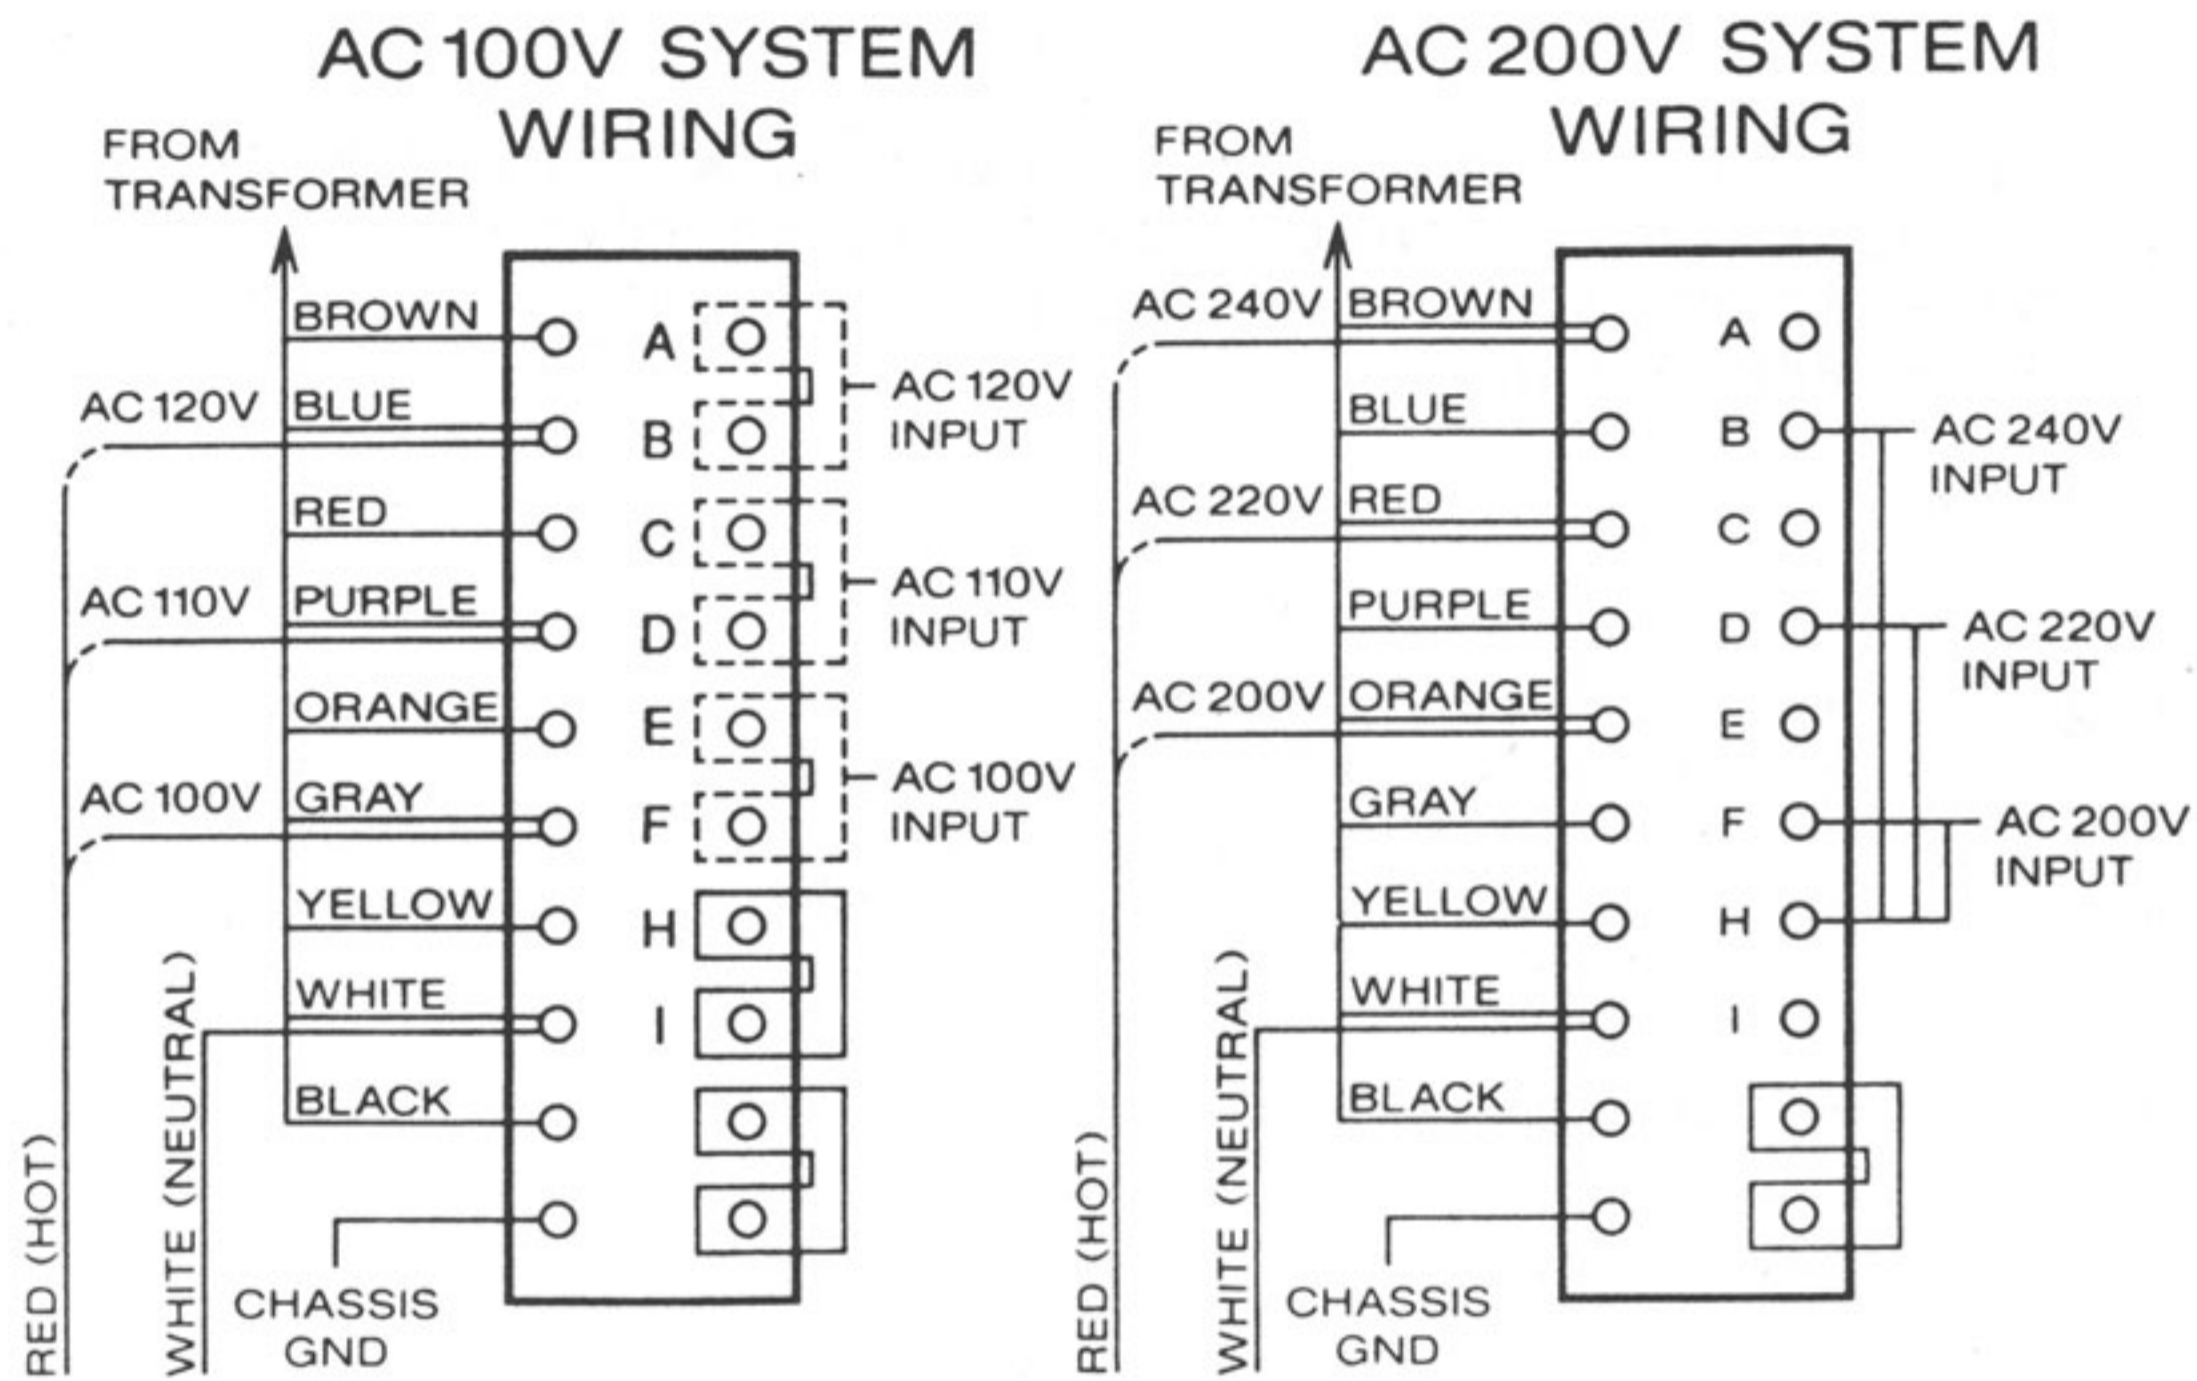 AC 100V SYSTEM
WIRING
FROM
TRANSFORMER
BROWN
AC 120V
BLUE
RED
AC 110V
PURPLE
ORANGE
AC 100V
GRAY
YELLOW
WHITE
BLACK
CHASSIS
GND
RED (HOT)
WHITE (NEUTRAL)
A
B
C
D
E
F
H
I
AC 120V
INPUT
AC 110V
INPUT
AC 100V
INPUT
AC 200V SYSTEM
WIRING
FROM
TRANSFORMER
AC 240V
BROWN
BLUE
AC 220V
RED
PURPLE
AC 200V
ORANGE
GRAY
YELLOW
WHITE
BLACK
CHASSIS
GND
RED (HOT)
WHITE (NEUTRAL)
A
B
C
D
E
F
H
I
AC 240V
INPUT
AC 220V
INPUT
AC 200V
INPUT